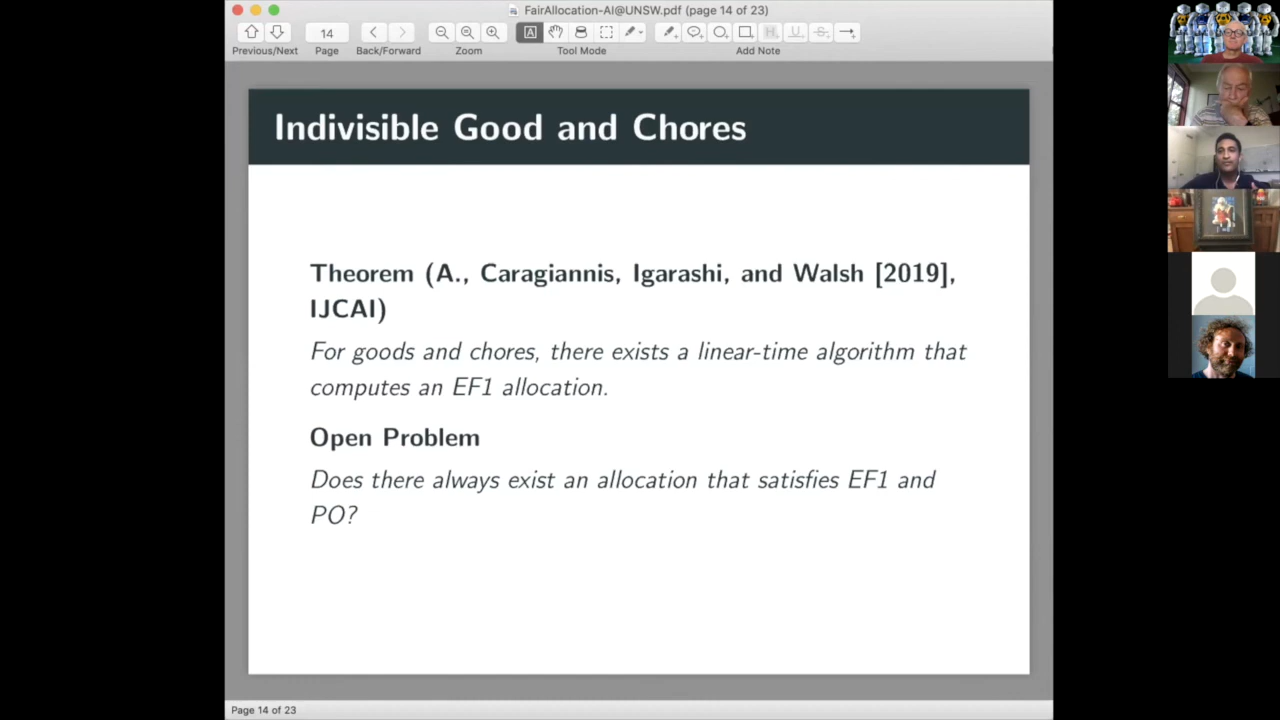 FairAllocation-AI@UNSW.pdf (page 14 of 23)
14
Previous/Next Page Back/Forward Zoom Tool Mode Add Note
Indivisible Good and Chores
Theorem (A., Caragiannis, Igarashi, and Walsh [2019],
IJCAI)
For goods and chores, there exists a linear-time algorithm that
computes an EF1 allocation.
Open Problem
Does there always exist an allocation that satisfies EF1 and
PO?
Page 14 of 23